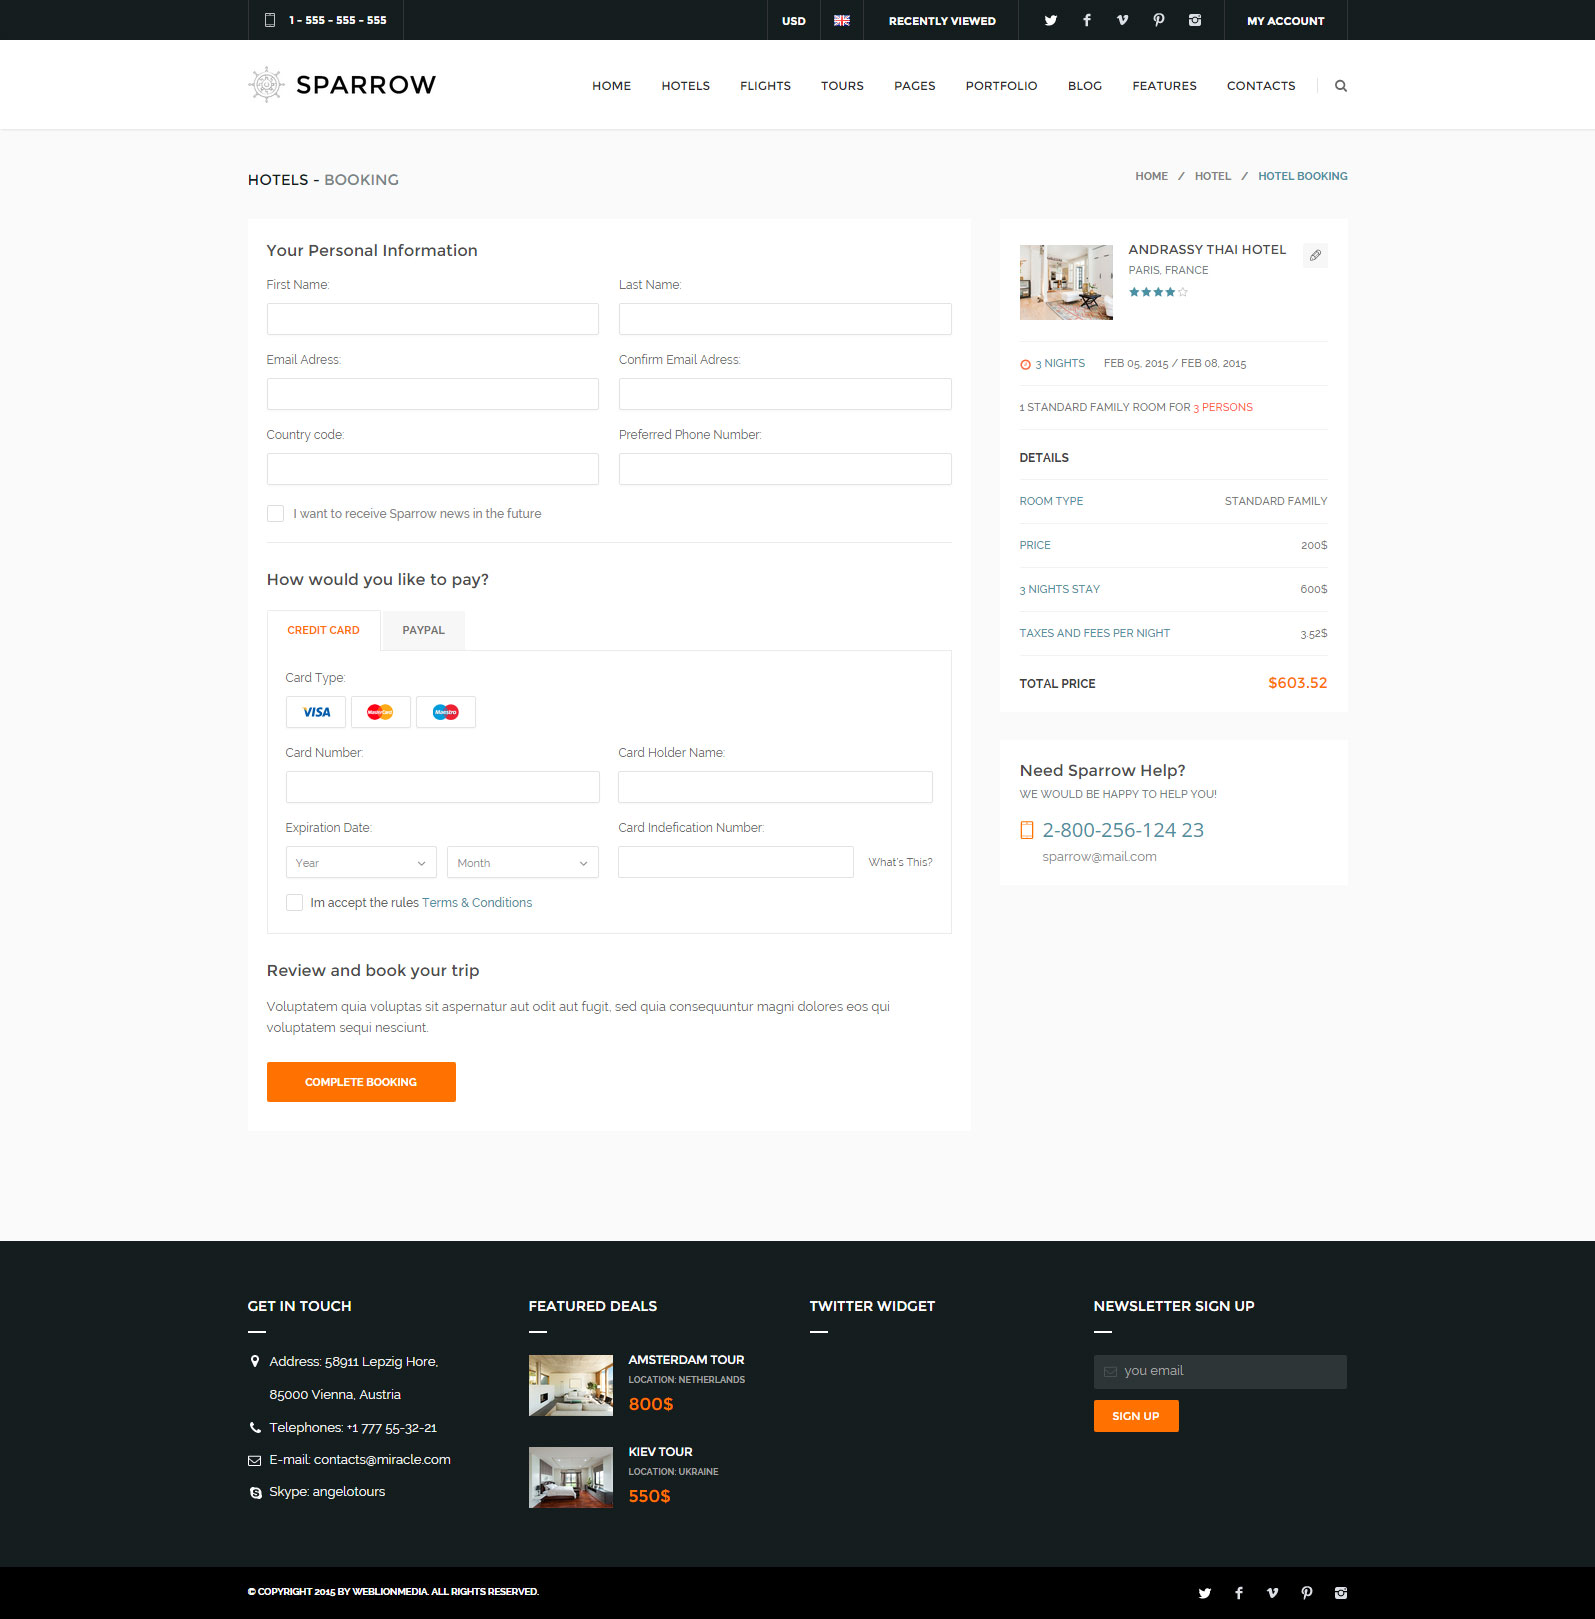 1 - 555 - 555 - 555
USD
RECENTLY VIEWED
MY ACCOUNT
SPARROW
HOME HOTELS FLIGHTS TOURS PAGES PORTFOLIO BLOG FEATURES CONTACTS
HOTELS - BOOKING
HOME / HOTEL / HOTEL BOOKING
Your Personal Information
First Name:
Last Name:
Email Adress:
Confirm Email Adress:
Country code:
Preferred Phone Number:
I want to receive Sparrow news in the future
How would you like to pay?
CREDIT CARD
PAYPAL
Card Type:
VISA
MasterCard
Maestro
Card Number:
Card Holder Name:
Expiration Date:
Card Indefication Number:
Year
Month
What's This?
Im accept the rules Terms & Conditions
Review and book your trip
Voluptatem quia voluptas sit aspernatur aut odit aut fugit, sed quia consequuntur magni dolores eos qui
voluptatem sequi nesciunt.
COMPLETE BOOKING
ANDRASSY THAI HOTEL
PARIS, FRANCE
3 NIGHTS FEB 05, 2015 / FEB 08, 2015
1 STANDARD FAMILY ROOM FOR 3 PERSONS
DETAILS
ROOM TYPE STANDARD FAMILY
PRICE 200$
3 NIGHTS STAY 600$
TAXES AND FEES PER NIGHT 3.52$
TOTAL PRICE $603.52
Need Sparrow Help?
WE WOULD BE HAPPY TO HELP YOU!
2-800-256-124 23
sparrow@mail.com
GET IN TOUCH
Address: 58911 Lepzig Hore,
85000 Vienna, Austria
Telephones: +1 777 55-32-21
E-mail: contacts@miracle.com
Skype: angelotours
FEATURED DEALS
AMSTERDAM TOUR
LOCATION: NETHERLANDS
800$
KIEV TOUR
LOCATION: UKRAINE
550$
TWITTER WIDGET
NEWSLETTER SIGN UP
you email
SIGN UP
© COPYRIGHT 2015 BY WEBLIONMEDIA. ALL RIGHTS RESERVED.